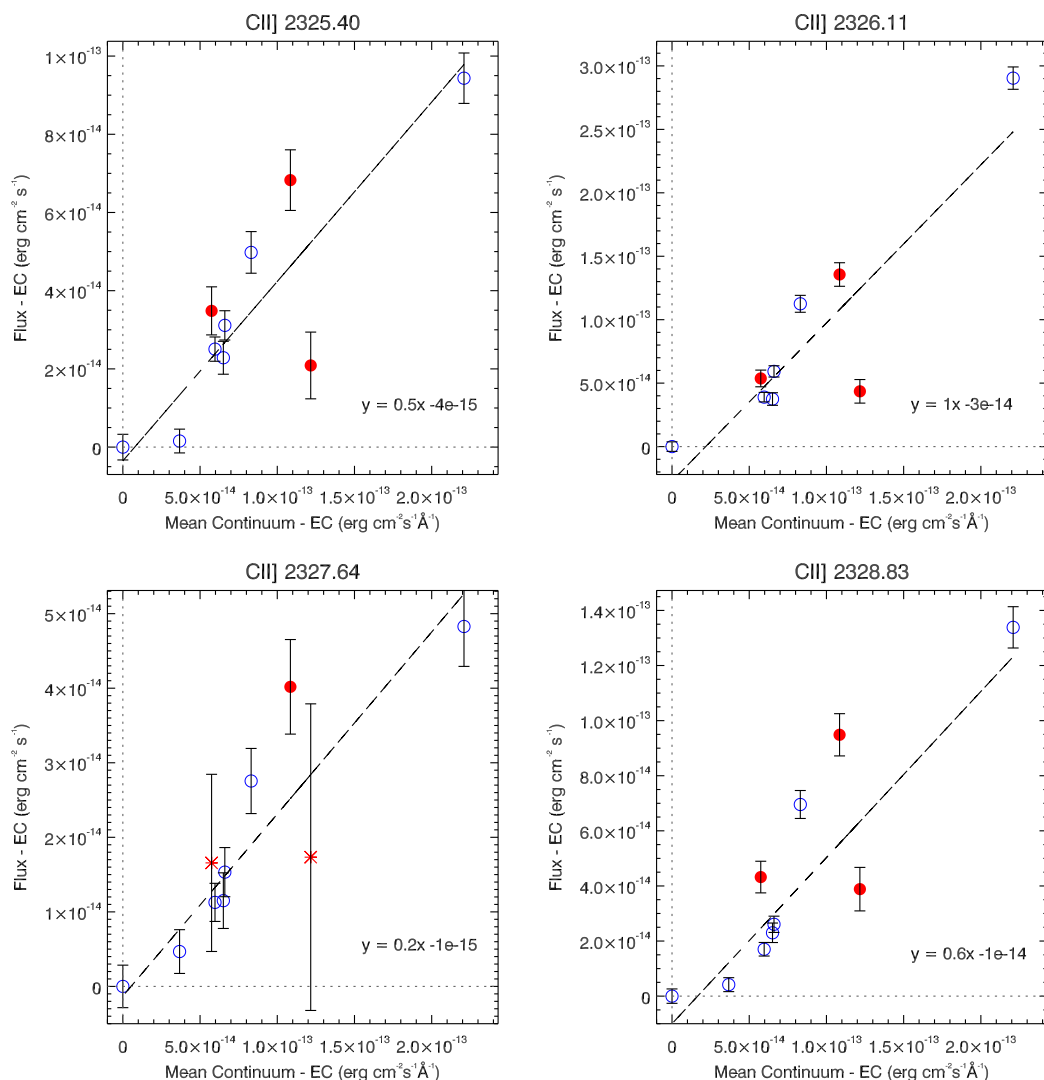 CII] 2325.40
1×10⁻¹³
8×10⁻¹⁴
6×10⁻¹⁴
4×10⁻¹⁴
2×10⁻¹⁴
0
Flux - EC (erg cm⁻² s⁻¹)
y = 0.5x -4e-15
0 5.0×10⁻¹⁴ 1.0×10⁻¹³ 1.5×10⁻¹³ 2.0×10⁻¹³
Mean Continuum - EC (erg cm⁻²s⁻¹Å⁻¹)
CII] 2326.11
3.0×10⁻¹³
2.5×10⁻¹³
2.0×10⁻¹³
1.5×10⁻¹³
1.0×10⁻¹³
5.0×10⁻¹⁴
0
Flux - EC (erg cm⁻² s⁻¹)
y = 1x -3e-14
0 5.0×10⁻¹⁴ 1.0×10⁻¹³ 1.5×10⁻¹³ 2.0×10⁻¹³
Mean Continuum - EC (erg cm⁻²s⁻¹Å⁻¹)
CII] 2327.64
5×10⁻¹⁴
4×10⁻¹⁴
3×10⁻¹⁴
2×10⁻¹⁴
1×10⁻¹⁴
0
Flux - EC (erg cm⁻² s⁻¹)
y = 0.2x -1e-15
0 5.0×10⁻¹⁴ 1.0×10⁻¹³ 1.5×10⁻¹³ 2.0×10⁻¹³
Mean Continuum - EC (erg cm⁻²s⁻¹Å⁻¹)
CII] 2328.83
1.4×10⁻¹³
1.2×10⁻¹³
1.0×10⁻¹³
8.0×10⁻¹⁴
6.0×10⁻¹⁴
4.0×10⁻¹⁴
2.0×10⁻¹⁴
0
Flux - EC (erg cm⁻² s⁻¹)
y = 0.6x -1e-14
0 5.0×10⁻¹⁴ 1.0×10⁻¹³ 1.5×10⁻¹³ 2.0×10⁻¹³
Mean Continuum - EC (erg cm⁻²s⁻¹Å⁻¹)